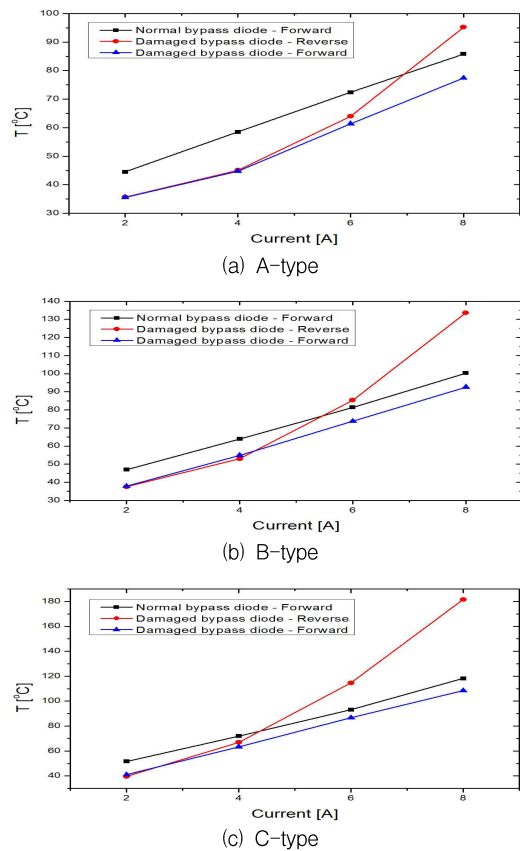 100
90
80
70
60
50
40
30
T [⁰C]
Normal bypass diode - Forward
Damaged bypass diode - Reverse
Damaged bypass diode - Forward
2 4 6 8
Current [A]
(a) A-type
140
130
120
110
100
90
80
70
60
50
40
30
T [⁰C]
Normal bypass diode - Forward
Damaged bypass diode - Reverse
Damaged bypass diode - Forward
2 4 6 8
Current [A]
(b) B-type
180
160
140
120
100
80
60
40
T [⁰C]
Normal bypass diode - Forward
Damaged bypass diode - Reverse
Damaged bypass diode - Forward
2 4 6 8
Current [A]
(c) C-type